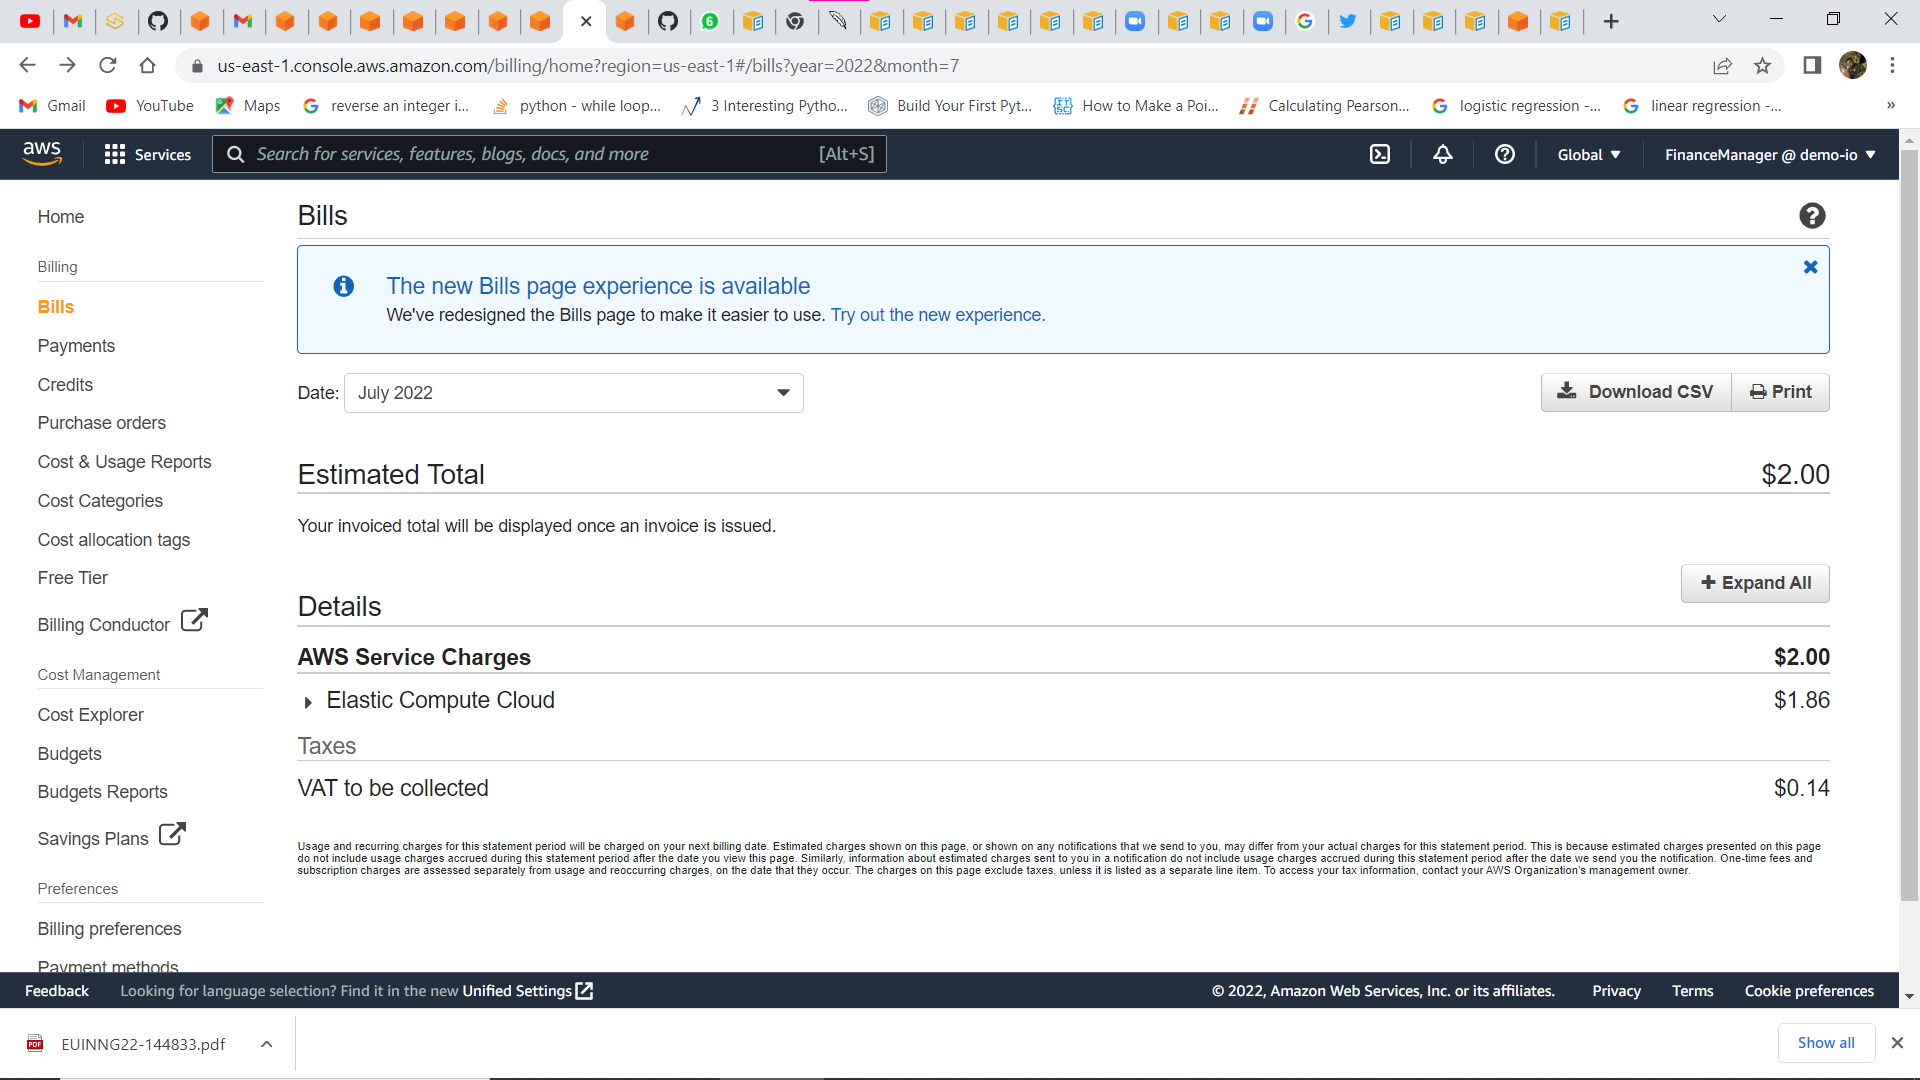 6
us-east-1.console.aws.amazon.com/billing/home?region=us-east-1#/bills?year=2022&month=7
Gmail YouTube Maps reverse an integer i... python - while loop... 3 Interesting Pytho... Build Your First Pyt... How to Make a Poi... Calculating Pearson... logistic regression -... linear regression -... »
aws Services Search for services, features, blogs, docs, and more [Alt+S] Global FinanceManager @ demo-io
Home
Billing
Bills
Payments
Credits
Purchase orders
Cost & Usage Reports
Cost Categories
Cost allocation tags
Free Tier
Billing Conductor
Cost Management
Cost Explorer
Budgets
Budgets Reports
Savings Plans
Preferences
Billing preferences
Payment methods
Bills
The new Bills page experience is available
We've redesigned the Bills page to make it easier to use. Try out the new experience.
Date: July 2022 Download CSV Print
Estimated Total $2.00
Your invoiced total will be displayed once an invoice is issued.
Expand All
Details
AWS Service Charges $2.00
Elastic Compute Cloud $1.86
Taxes
VAT to be collected $0.14
Usage and recurring charges for this statement period will be charged on your next billing date. Estimated charges shown on this page, or shown on any notifications that we send to you, may differ from your actual charges for this statement period. This is because estimated charges presented on this page
do not include usage charges accrued during this statement period after the date you view this page. Similarly, information about estimated charges sent to you in a notification do not include usage charges accrued during this statement period after the date we send you the notification. One-time fees and
subscription charges are assessed separately from usage and reoccurring charges, on the date that they occur. The charges on this page exclude taxes, unless it is listed as a separate line item. To access your tax information, contact your AWS Organization's management owner.
Feedback Looking for language selection? Find it in the new Unified Settings © 2022, Amazon Web Services, Inc. or its affiliates. Privacy Terms Cookie preferences
PDF EUINNG22-144833.pdf Show all